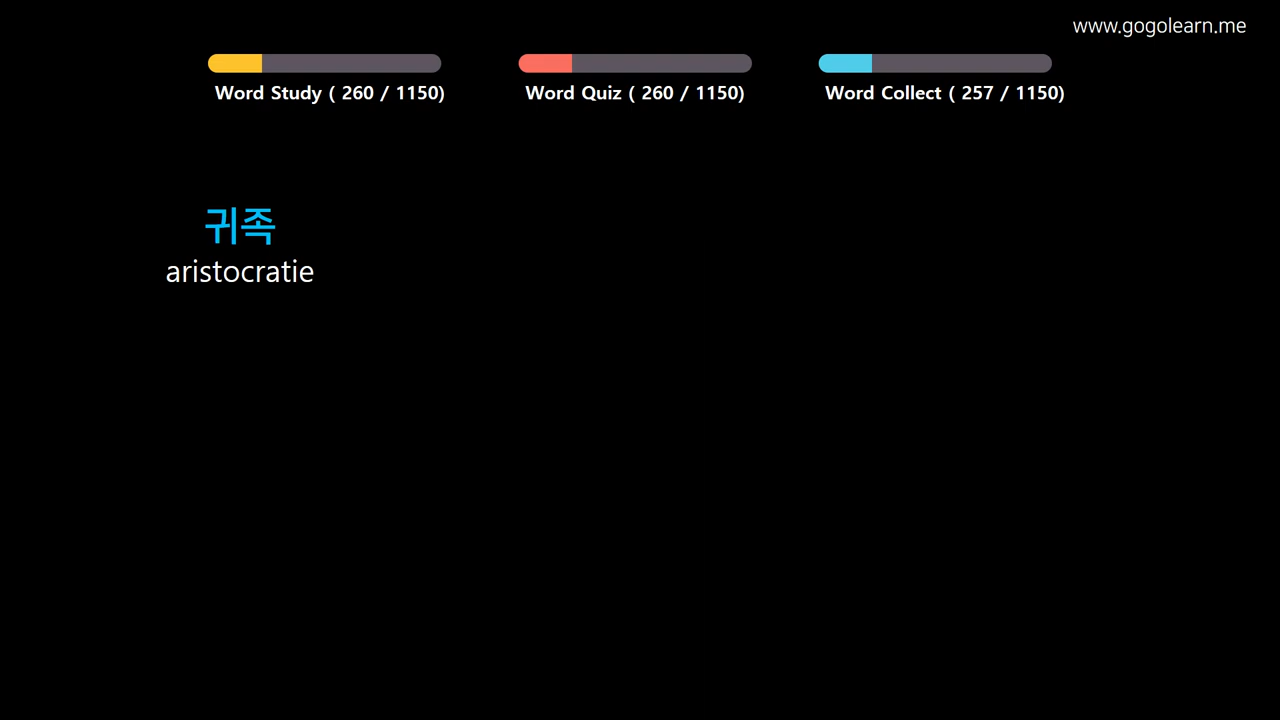 www.gogolearn.me
Word Study ( 260 / 1150)
Word Quiz ( 260 / 1150)
Word Collect ( 257 / 1150)
귀족
aristocratie